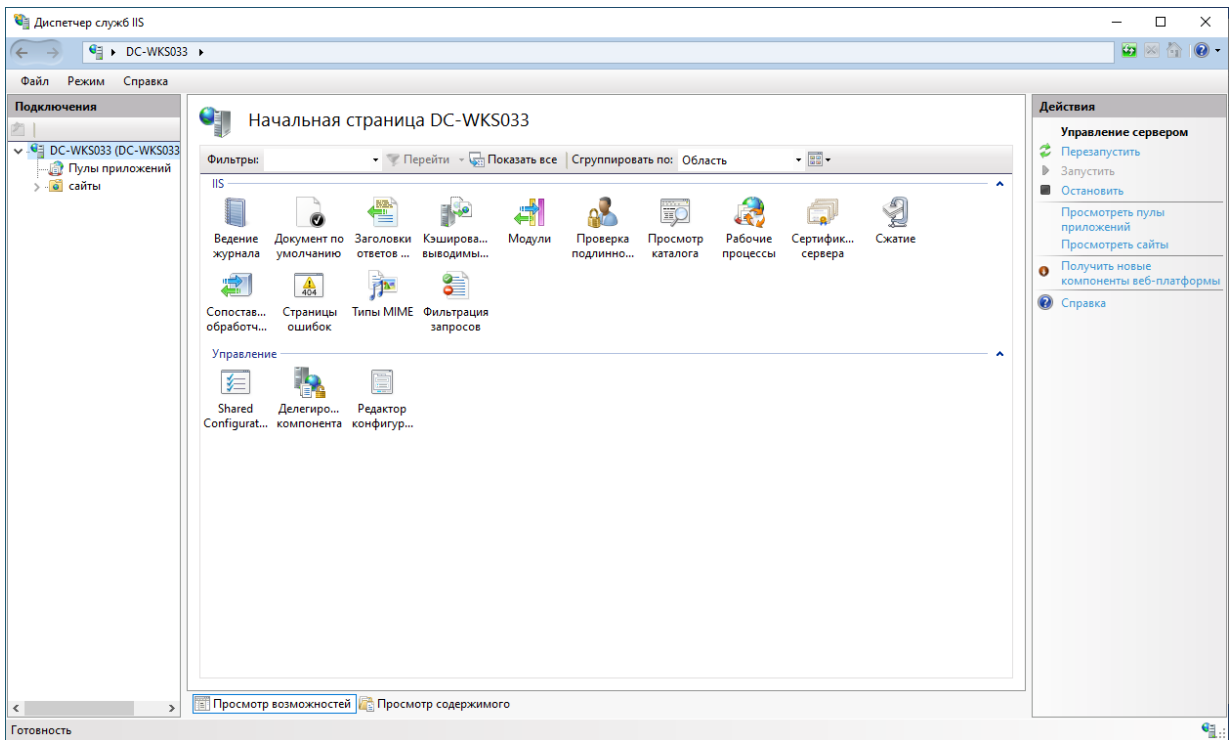 Диспетчер служб IIS
DC-WKS033
Файл Режим Справка
Подключения
DC-WKS033 (DC-WKS033
Пулы приложений
сайты
Начальная страница DC-WKS033
Фильтры: Перейти Показать все Сгруппировать по: Область
IIS
Ведение Документ по Заголовки Кэширова... Модули Проверка Просмотр Рабочие Сертифик... Сжатие
журнала умолчанию ответов ... выводимы... подлинно... каталога процессы сервера
404
Сопостав... Страницы Типы MIME Фильтрация
обработч... ошибок запросов
Управление
Shared Делегиро... Редактор
Configurat... компонента конфигур...
Просмотр возможностей Просмотр содержимого
Действия
Управление сервером
Перезапустить
Запустить
Остановить
Просмотреть пулы
приложений
Просмотреть сайты
Получить новые
компоненты веб-платформы
Справка
Готовность